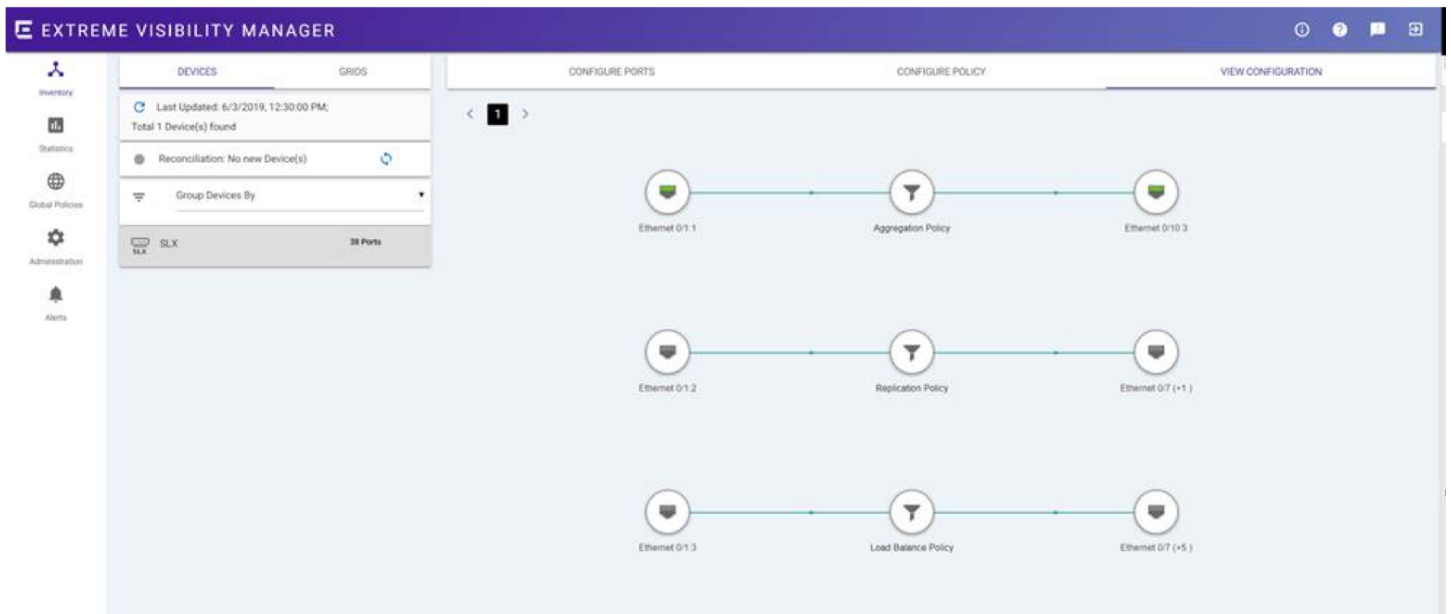 EXTREME VISIBILITY MANAGER
Inventory
Statistics
Global Policies
Administration
Alerts
DEVICES GRIDS
Last Updated: 6/3/2019, 12:30:00 PM;
Total 1 Device(s) found
Reconciliation: No new Device(s)
Group Devices By
SLX SLX 38 Ports
CONFIGURE PORTS CONFIGURE POLICY VIEW CONFIGURATION
< 1 >
Ethernet 0/1:1 Aggregation Policy Ethernet 0/10:3
Ethernet 0/1:2 Replication Policy Ethernet 0/7 (+1 )
Ethernet 0/1:3 Load Balance Policy Ethernet 0/7 (+5 )